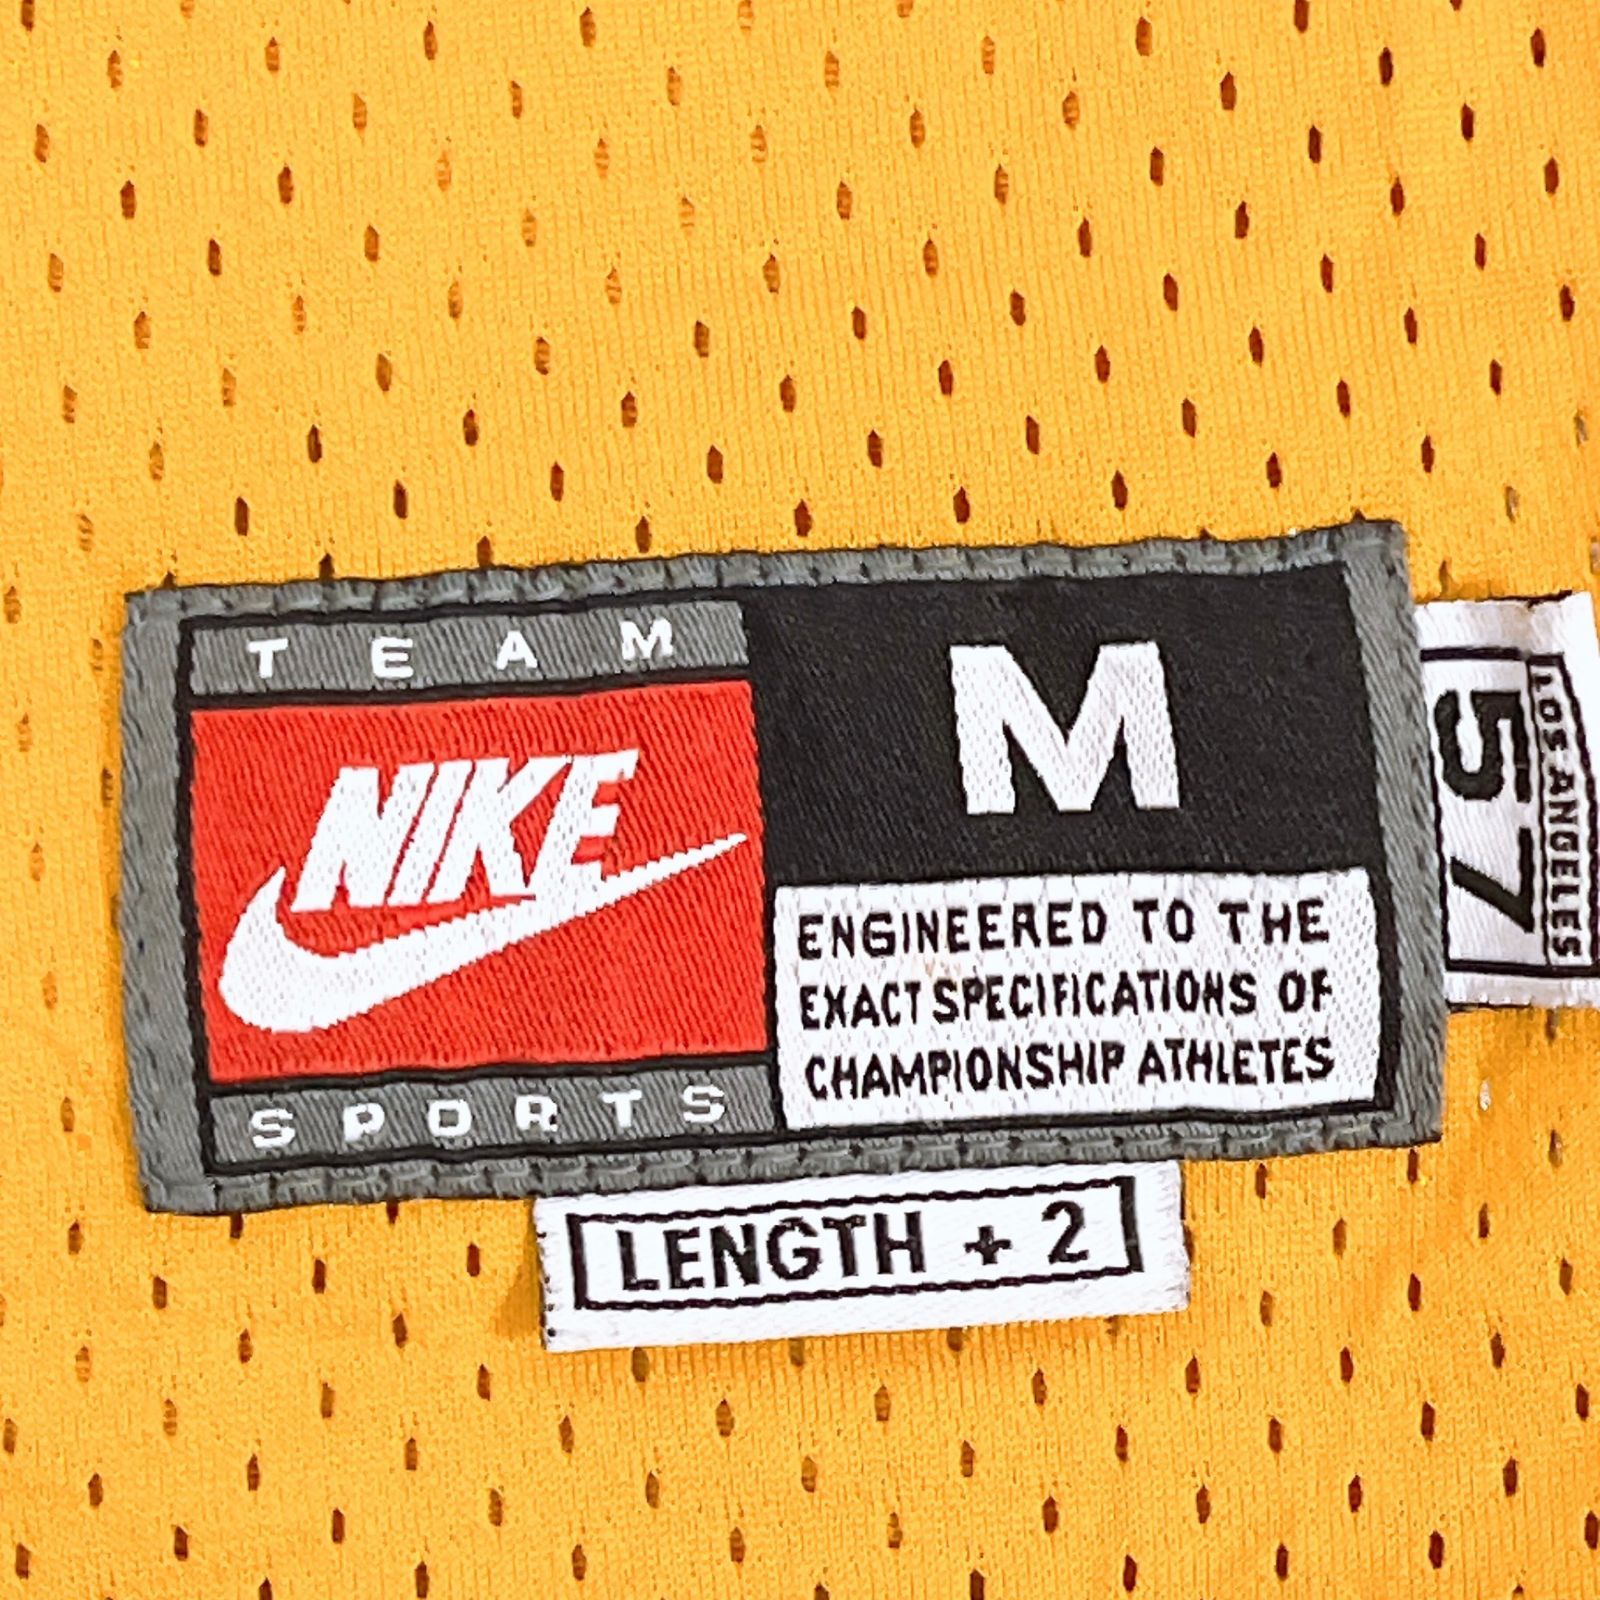 TEAM
NIKE
SPORTS
M
ENGINEERED TO THE
EXACT SPECIFICATIONS OF
CHAMPIONSHIP ATHLETES
LENGTH + 2
LOS ANGELES
57